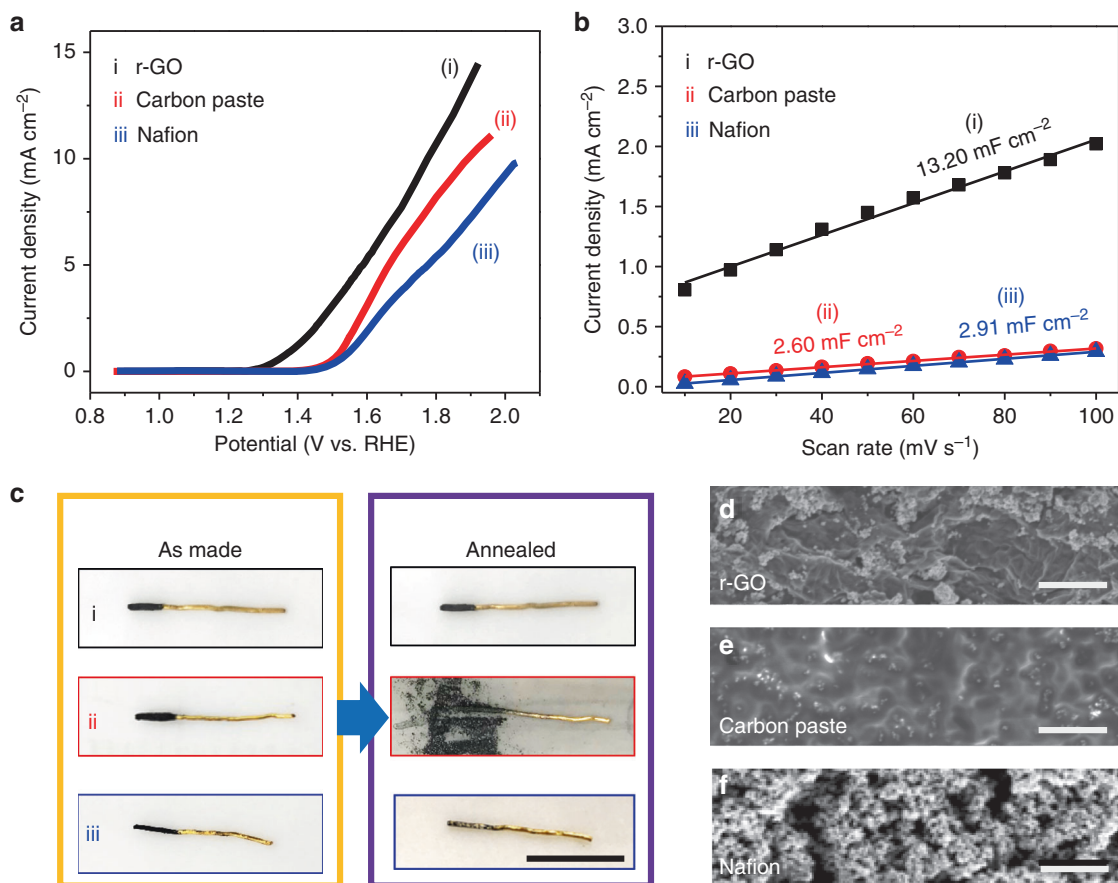 a
Current density (mA cm⁻²)
15
10
5
0
i r-GO
ii Carbon paste
iii Nafion
(i)
(ii)
(iii)
0.8 1.0 1.2 1.4 1.6 1.8 2.0
Potential (V vs. RHE)
b
Current density (mA cm⁻²)
3.0
2.5
2.0
1.5
1.0
0.5
0.0
i r-GO
ii Carbon paste
iii Nafion
(i)
13.20 mF cm⁻²
(ii)
2.60 mF cm⁻²
(iii)
2.91 mF cm⁻²
20 40 60 80 100
Scan rate (mV s⁻¹)
c
As made
Annealed
i
ii
iii
d
r-GO
e
Carbon paste
f
Nafion